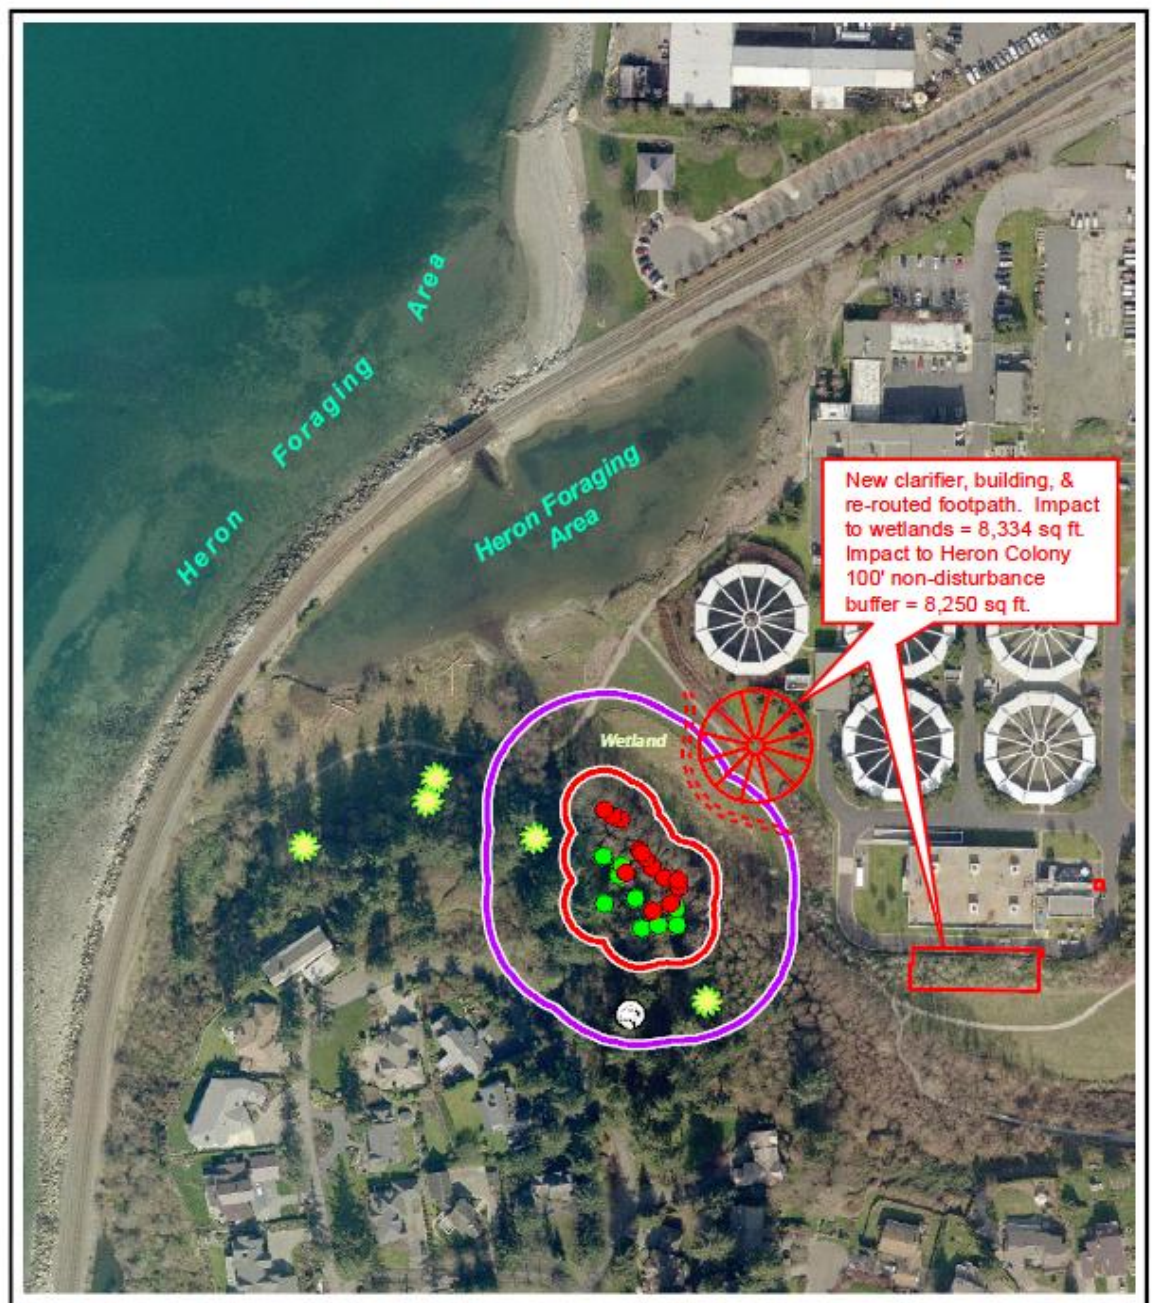 Heron Foraging Area
Heron Foraging
Area
New clarifier, building, &
re-routed footpath. Impact
to wetlands = 8,334 sq ft.
Impact to Heron Colony
100' non-disturbance
buffer = 8,250 sq ft.
Wetland